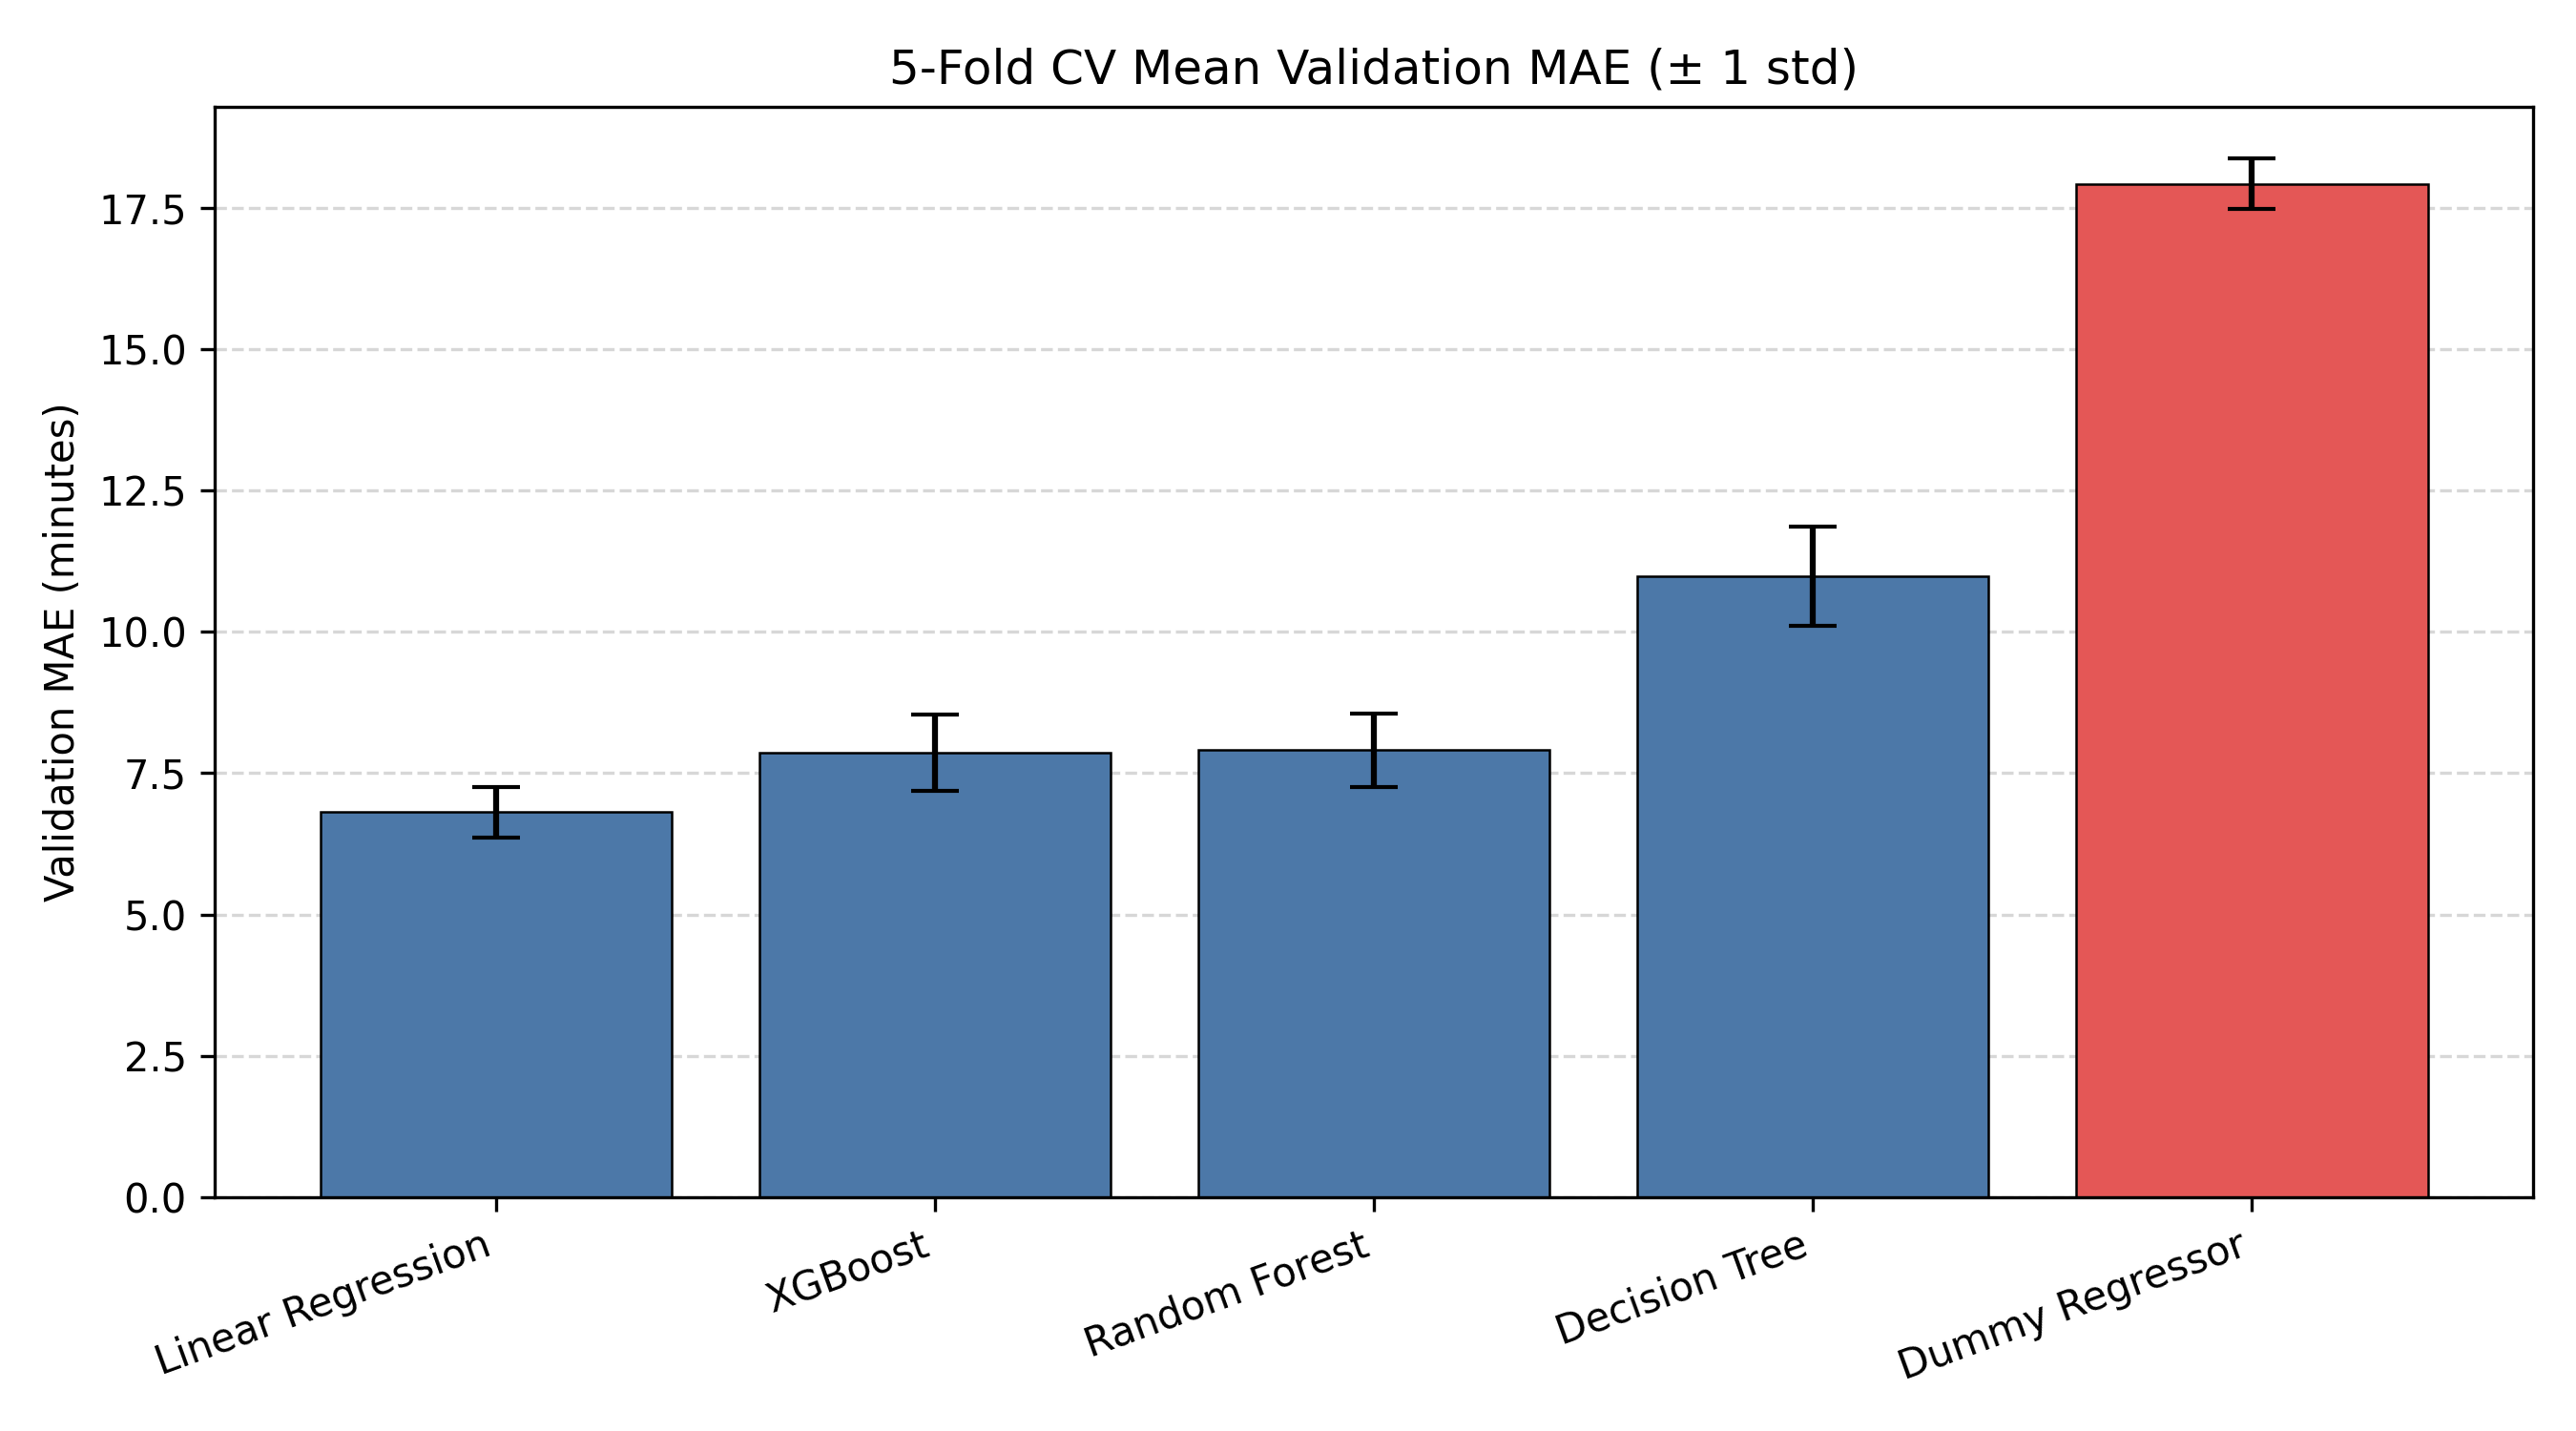 5-Fold CV Mean Validation MAE (± 1 std)
Validation MAE (minutes)
17.5
15.0
12.5
10.0
7.5
5.0
2.5
0.0
Linear Regression
XGBoost
Random Forest
Decision Tree
Dummy Regressor